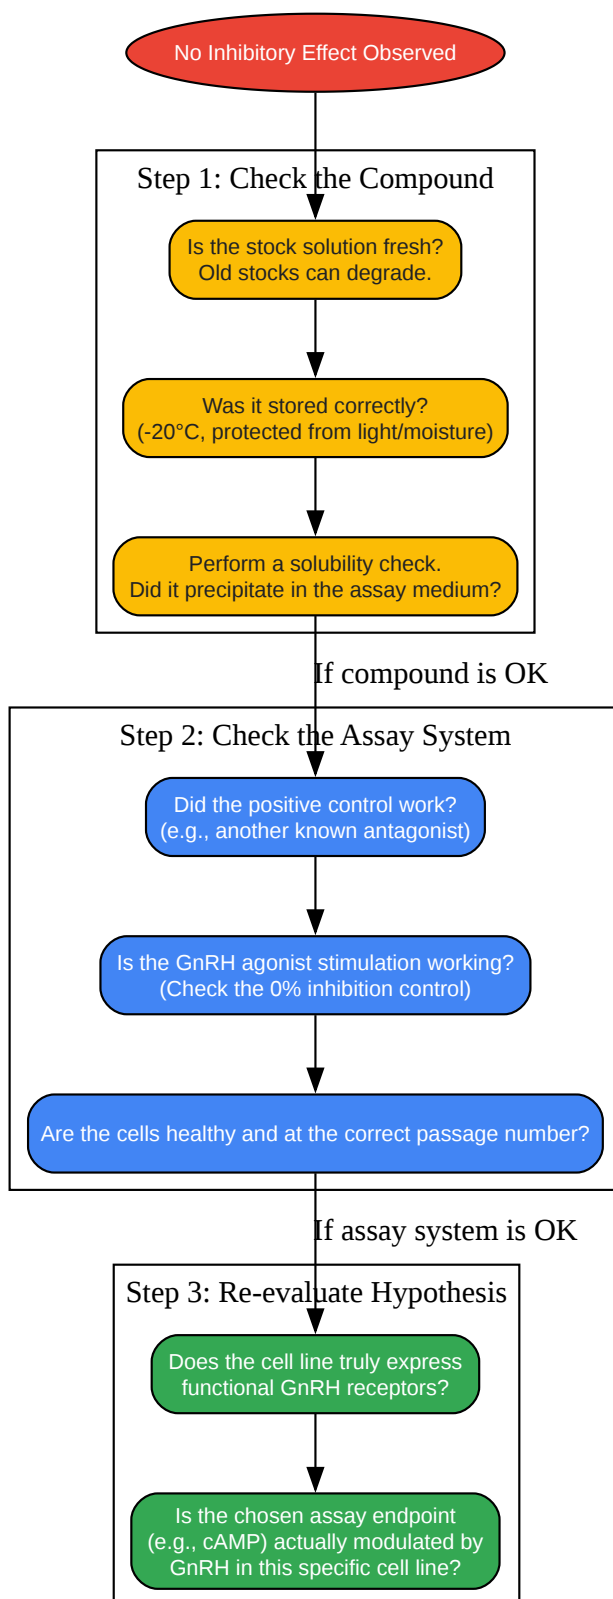 No Inhibitory Effect Observed
Step 1: Check the Compound
Is the stock solution fresh?
Old stocks can degrade.
Was it stored correctly?
(-20°C, protected from light/moisture)
Perform a solubility check.
Did it precipitate in the assay medium?
If compound is OK
Step 2: Check the Assay System
Did the positive control work?
(e.g., another known antagonist)
Is the GnRH agonist stimulation working?
(Check the 0% inhibition control)
Are the cells healthy and at the correct passage number?
If assay system is OK
Step 3: Re-evaluate Hypothesis
Does the cell line truly express
functional GnRH receptors?
Is the chosen assay endpoint
(e.g., cAMP) actually modulated by
GnRH in this specific cell line?